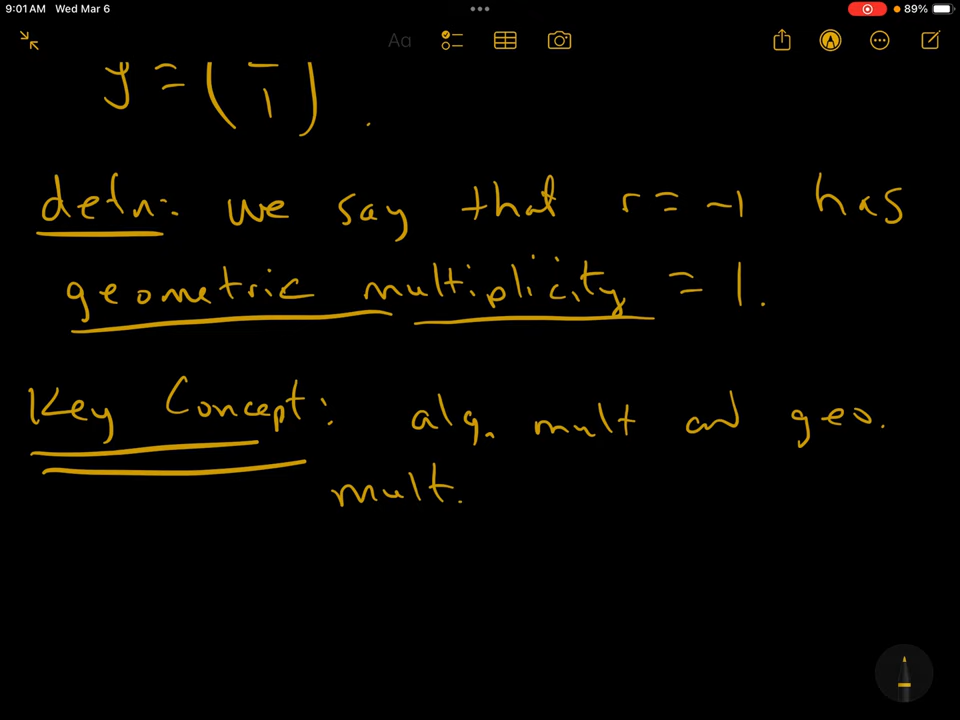 9:01 AM Wed Mar 6
89%
Aa
y = ( 1 ) .
defn: we say that r = -1 has
geometric multiplicity = 1.
Key Concept: alg. mult and geo.
mult.